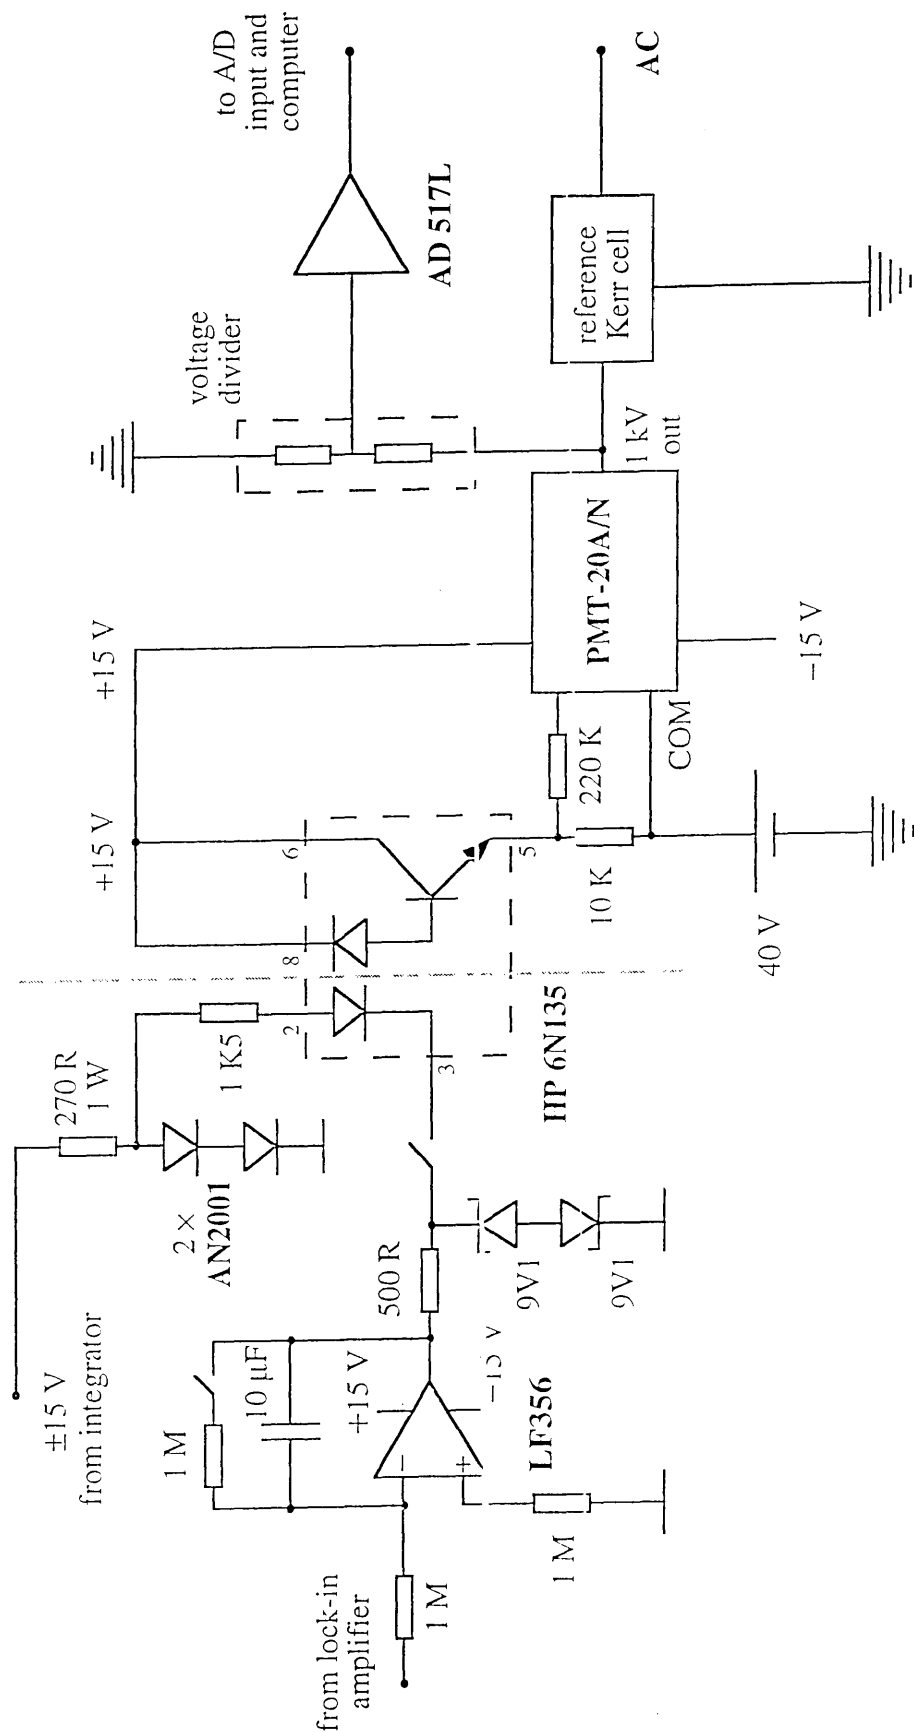 ±15 V
from integrator
270 R
1 W
2 ×
AN2001
1 K5
+15 V
+15 V
voltage
divider
to A/D
input and
computer
AD 517L
1 M
10 µF
+15 V
−15 V
500 R
from lock-in
amplifier
1 M
−
+
LF356
1 M
9V1
9V1
2
8
6
3
5
HP 6N135
10 K
220 K
COM
40 V
PMT-20A/N
−15 V
1 kV
out
reference
Kerr cell
AC